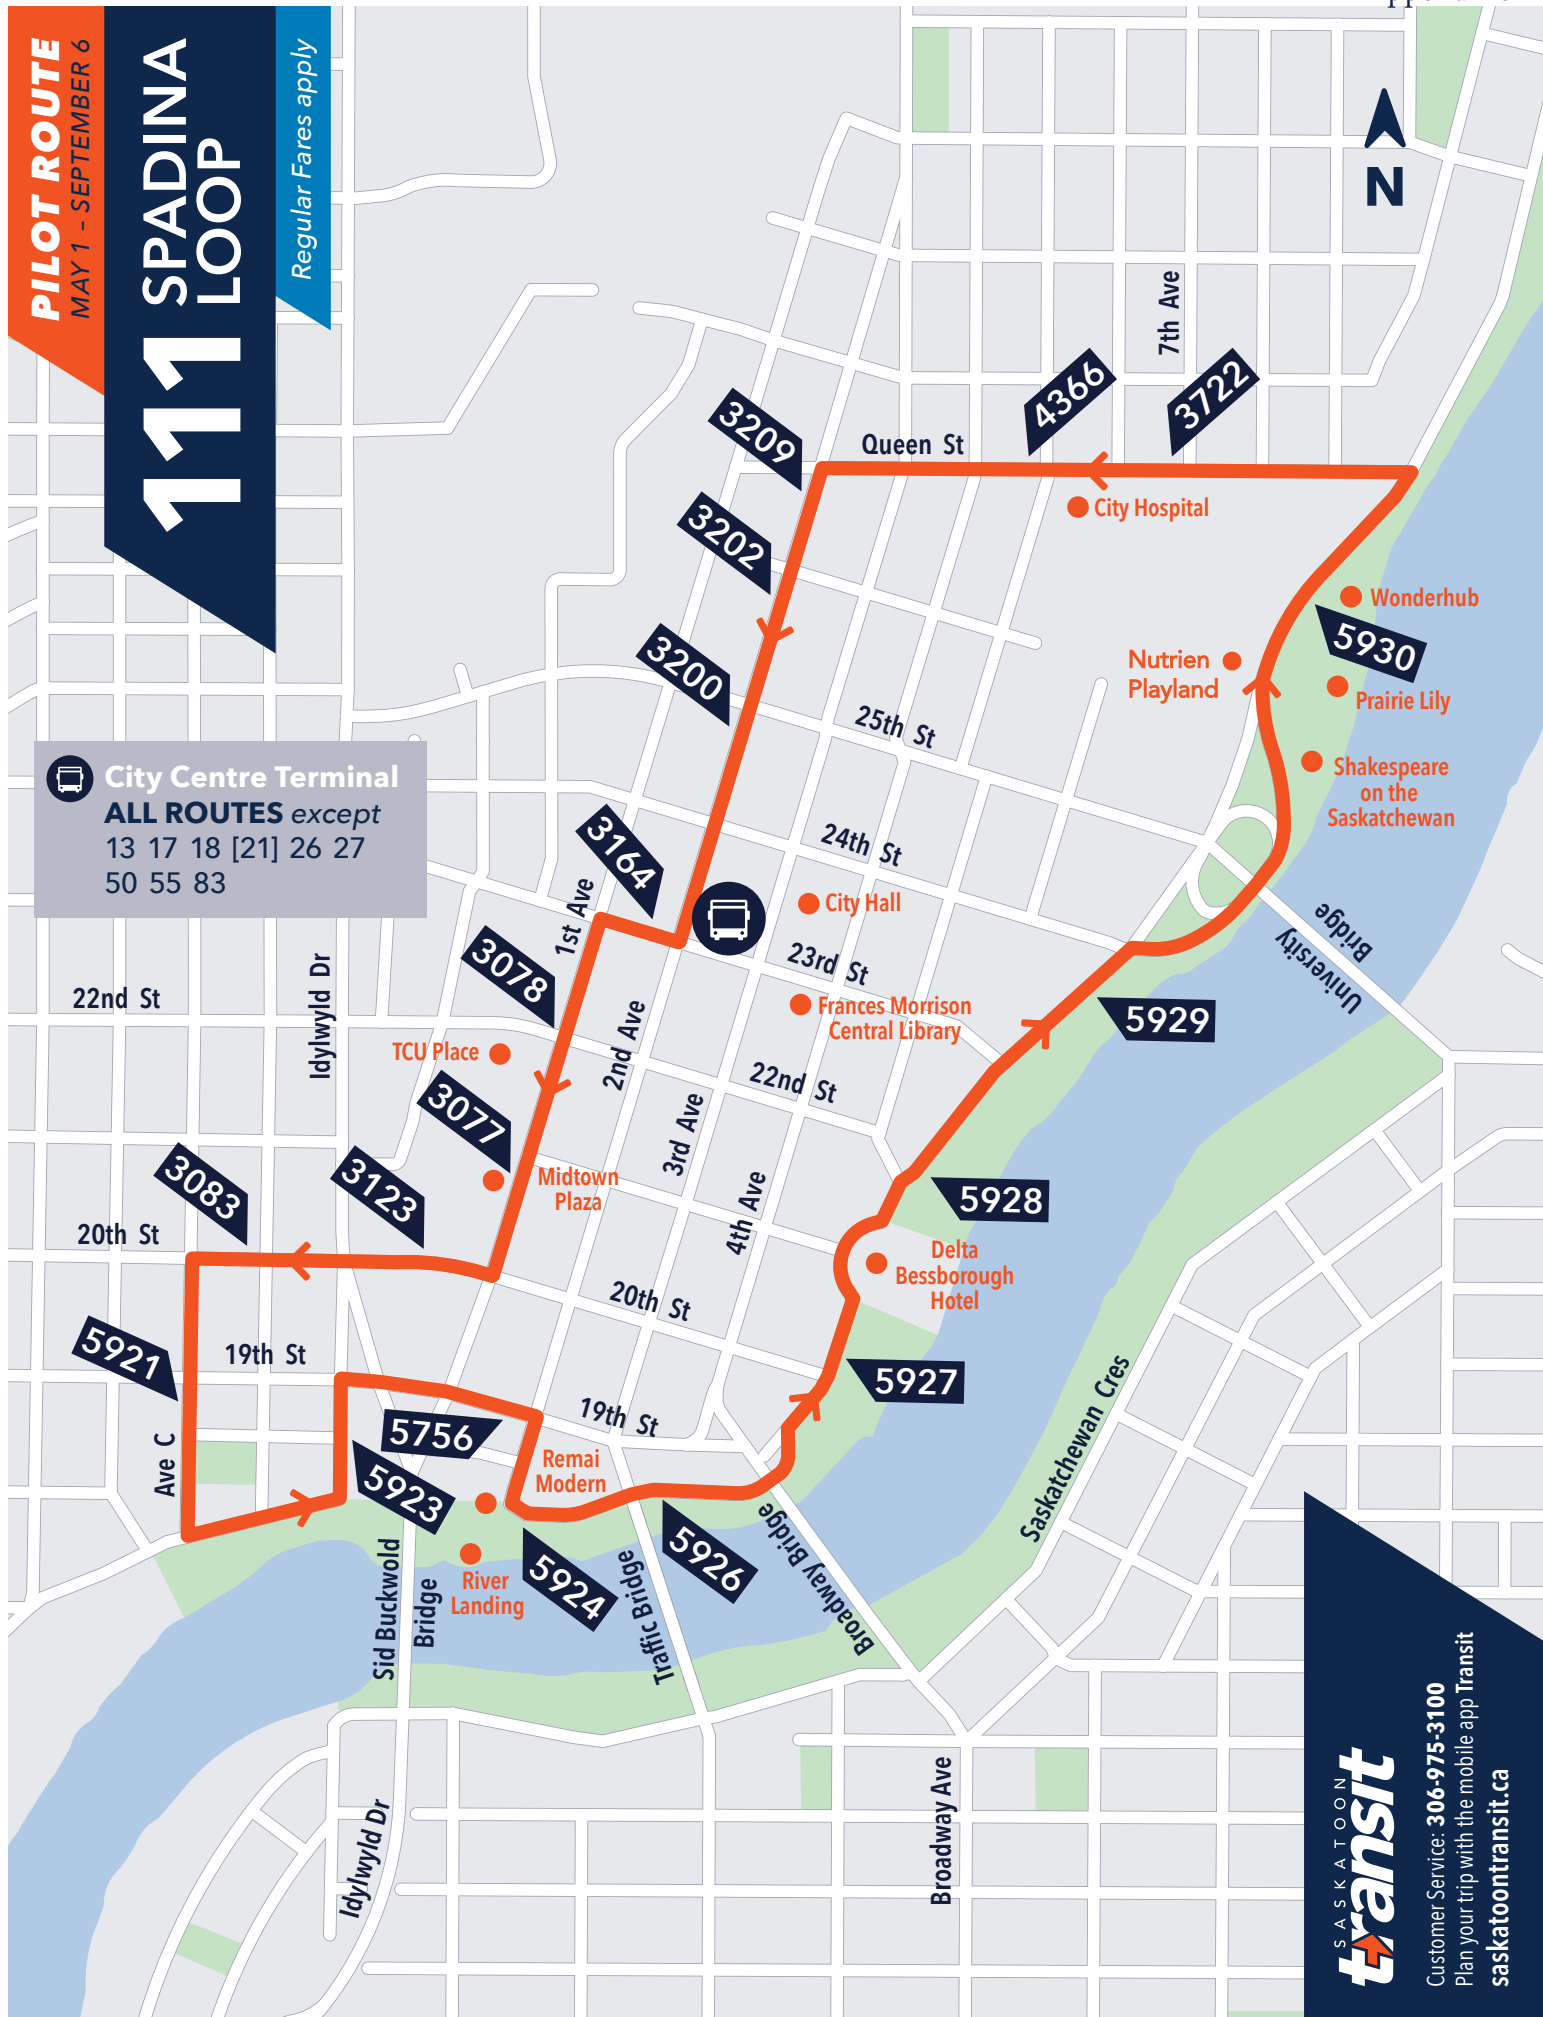 PILOT ROUTE
MAY 1 - SEPTEMBER 6
111 SPADINA
LOOP
Regular Fares apply
N
7th Ave
4366
3722
3209
Queen St
City Hospital
3202
Wonderhub
5930
3200
Nutrien
Playland
Prairie Lily
25th St
Shakespeare
on the
Saskatchewan
City Centre Terminal
ALL ROUTES except
13 17 18 [21] 26 27
50 55 83
3164
24th St
1st Ave
City Hall
University
Bridge
3078
23rd St
22nd St
Idylwyld Dr
Frances Morrison
Central Library
5929
TCU Place
2nd Ave
22nd St
3077
3rd Ave
3083
3123
Midtown
Plaza
5928
4th Ave
20th St
Delta
Bessborough
Hotel
20th St
5921
19th St
5927
19th St
Saskatchewan Cres
Ave C
5756
Remai
Modern
5923
5926
Broadway Bridge
5924
River
Landing
Sid Buckwold
Bridge
Traffic Bridge
Broadway Ave
Idylwyld Dr
SASKATOON
transit
Customer Service: 306-975-3100
Plan your trip with the mobile app Transit
saskatoontransit.ca